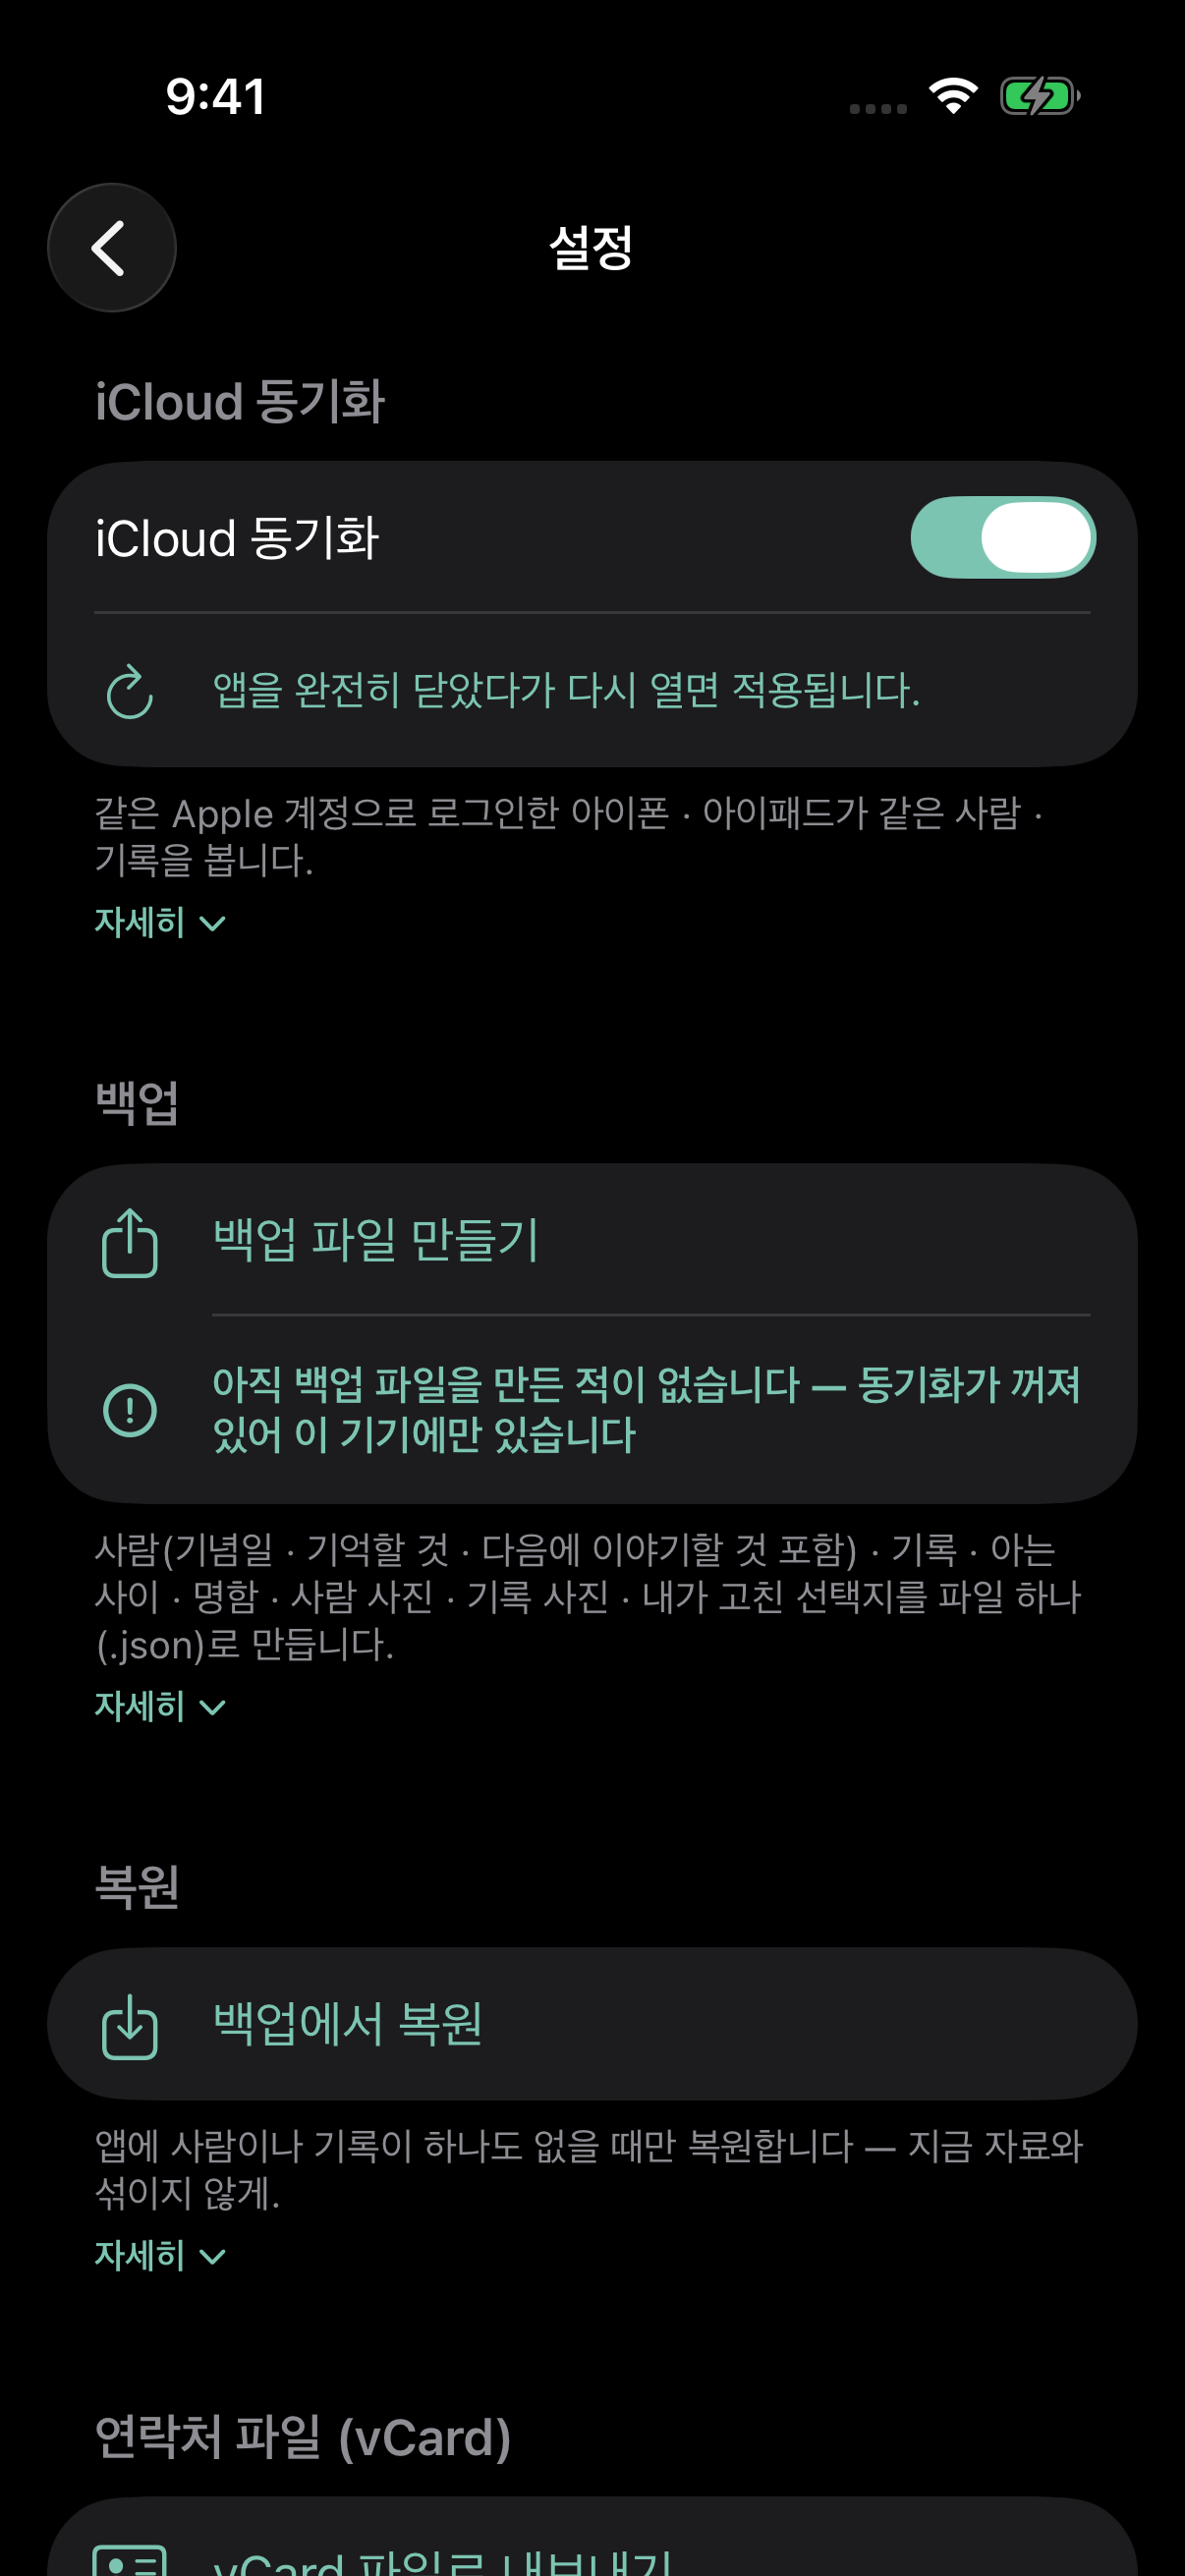 9:41
설정
iCloud 동기화
iCloud 동기화
앱을 완전히 닫았다가 다시 열면 적용됩니다.
같은 Apple 계정으로 로그인한 아이폰 · 아이패드가 같은 사람 ·
기록을 봅니다.
자세히
백업
백업 파일 만들기
아직 백업 파일을 만든 적이 없습니다 — 동기화가 꺼져
있어 이 기기에만 있습니다
사람(기념일 · 기억할 것 · 다음에 이야기할 것 포함) · 기록 · 아는
사이 · 명함 · 사람 사진 · 기록 사진 · 내가 고친 선택지를 파일 하나
(.json)로 만듭니다.
자세히
복원
백업에서 복원
앱에 사람이나 기록이 하나도 없을 때만 복원합니다 — 지금 자료와
섞이지 않게.
자세히
연락처 파일 (vCard)
vCard 파일로 내보내기